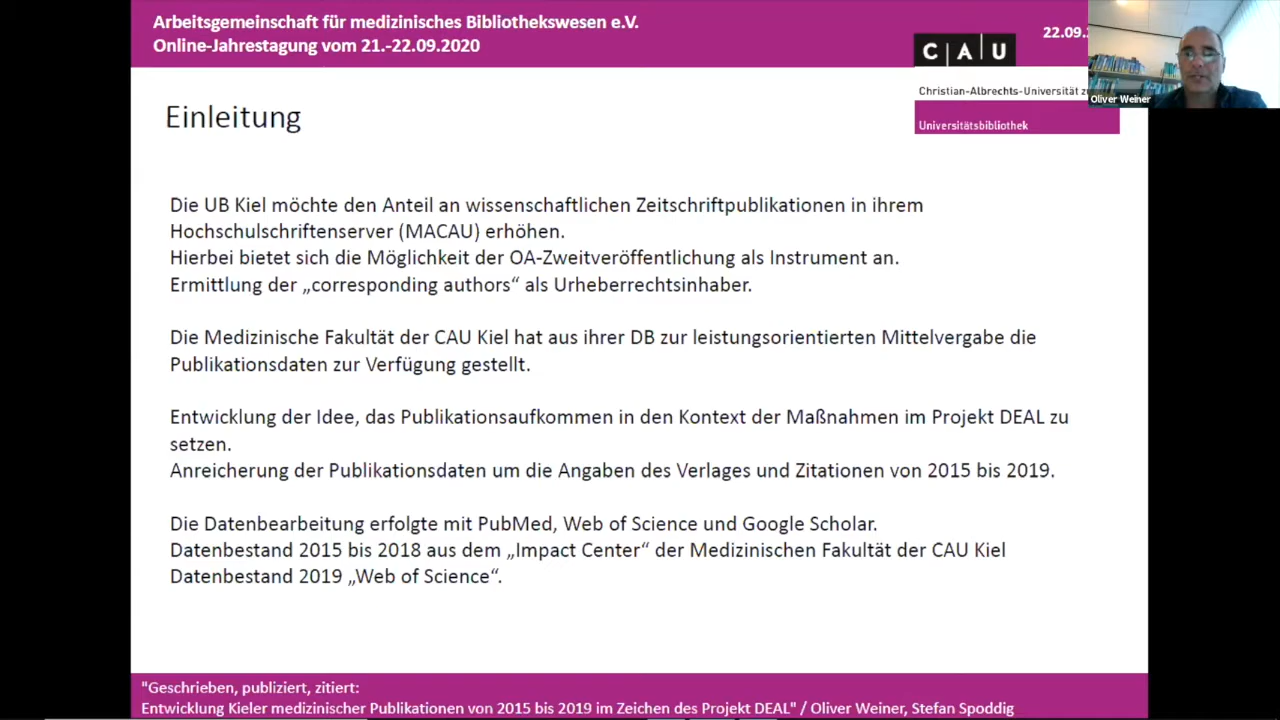 Arbeitsgemeinschaft für medizinisches Bibliothekswesen e.V.
Online-Jahrestagung vom 21.-22.09.2020
22.09.
CAU
Christian-Albrechts-Universität
Universitätsbibliothek
Oliver Weiner
Einleitung
Die UB Kiel möchte den Anteil an wissenschaftlichen Zeitschriftpublikationen in ihrem
Hochschulschriftenserver (MACAU) erhöhen.
Hierbei bietet sich die Möglichkeit der OA-Zweitveröffentlichung als Instrument an.
Ermittlung der „corresponding authors“ als Urheberrechtsinhaber.
Die Medizinische Fakultät der CAU Kiel hat aus ihrer DB zur leistungsorientierten Mittelvergabe die
Publikationsdaten zur Verfügung gestellt.
Entwicklung der Idee, das Publikationsaufkommen in den Kontext der Maßnahmen im Projekt DEAL zu
setzen.
Anreicherung der Publikationsdaten um die Angaben des Verlages und Zitationen von 2015 bis 2019.
Die Datenbearbeitung erfolgte mit PubMed, Web of Science und Google Scholar.
Datenbestand 2015 bis 2018 aus dem „Impact Center“ der Medizinischen Fakultät der CAU Kiel
Datenbestand 2019 „Web of Science“.
"Geschrieben, publiziert, zitiert:
Entwicklung Kieler medizinischer Publikationen von 2015 bis 2019 im Zeichen des Projekt DEAL" / Oliver Weiner, Stefan Spoddig